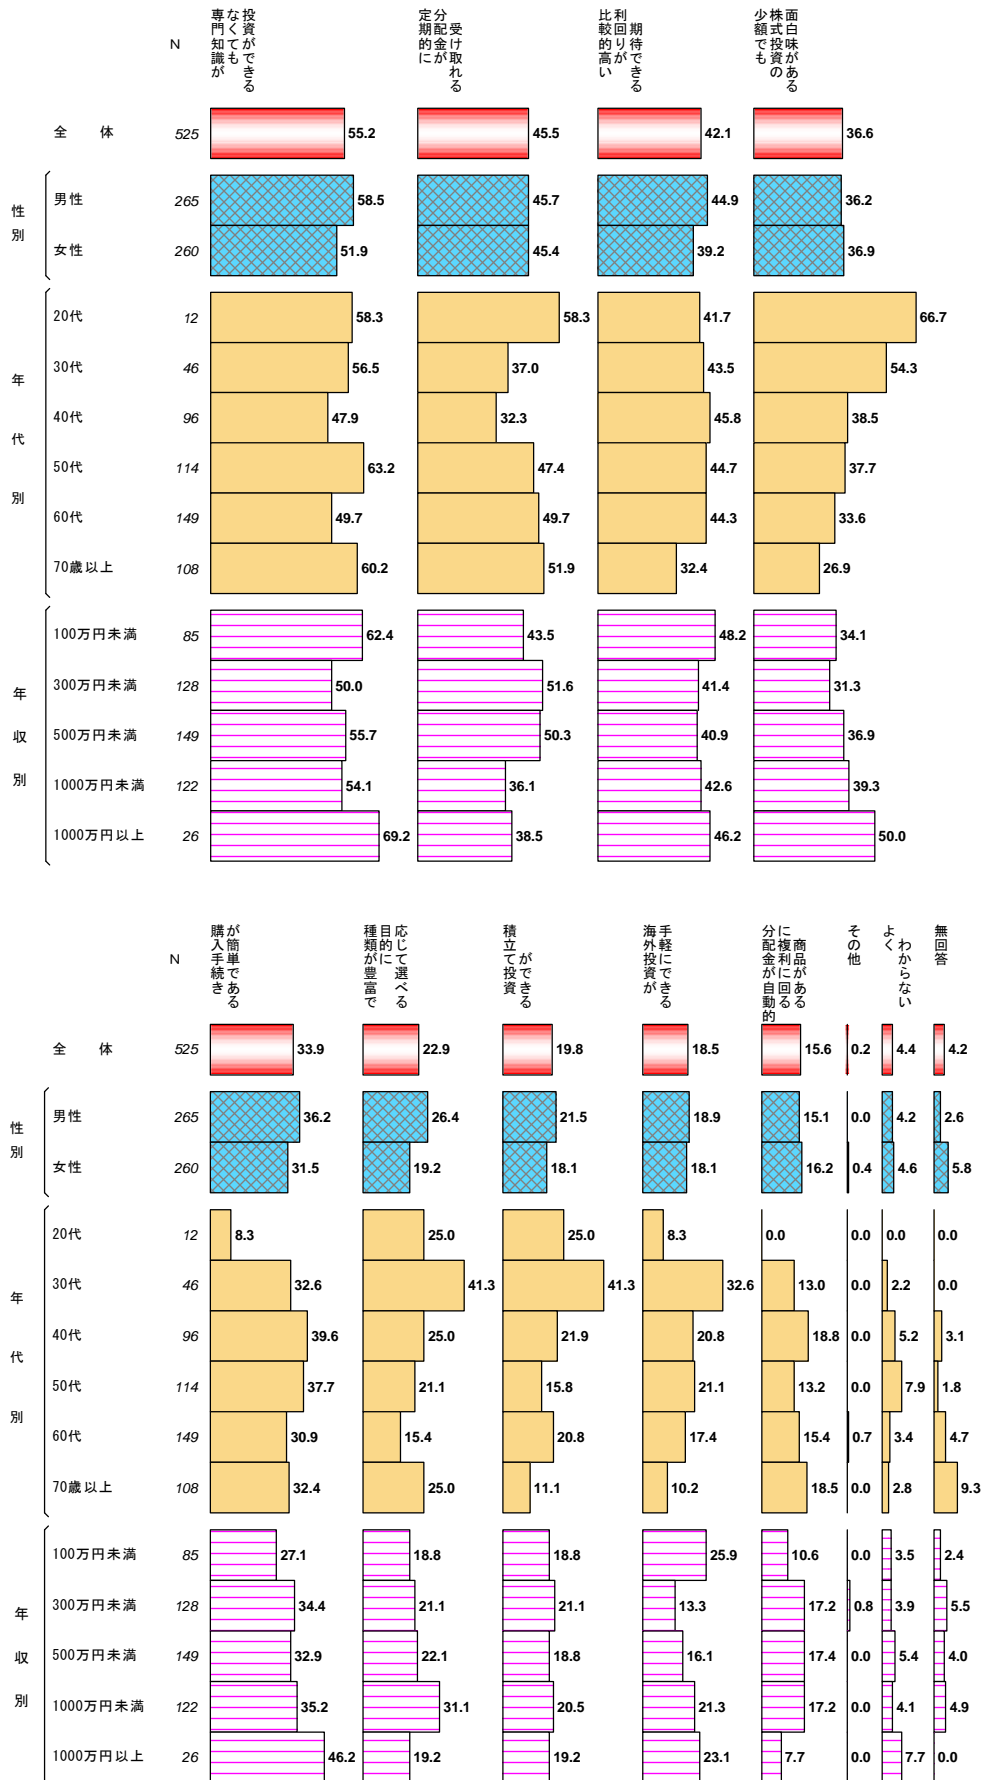 N
専門知識が
なくても
投資ができる
定期的に
分配金が
受け取れる
比較的高い
利回りが
期待できる
少額でも
株式投資の
面白味がある
全 体 525 55.2 45.5 42.1 36.6
性別
男性 265 58.5 45.7 44.9 36.2
女性 260 51.9 45.4 39.2 36.9
年代別
20代 12 58.3 58.3 41.7 66.7
30代 46 56.5 37.0 43.5 54.3
40代 96 47.9 32.3 45.8 38.5
50代 114 63.2 47.4 44.7 37.7
60代 149 49.7 49.7 44.3 33.6
70歳以上 108 60.2 51.9 32.4 26.9
年収別
100万円未満 85 62.4 43.5 48.2 34.1
300万円未満 128 50.0 51.6 41.4 31.3
500万円未満 149 55.7 50.3 40.9 36.9
1000万円未満 122 54.1 36.1 42.6 39.3
1000万円以上 26 69.2 38.5 46.2 50.0
N
購入手続き
が簡単である
種類が豊富で
目的に
応じて選べる
積立て投資
ができる
海外投資が
手軽にできる
分配金が自動的
に複利に回る
商品がある
その他
よく
わからない
無回答
全 体 525 33.9 22.9 19.8 18.5 15.6 0.2 4.4 4.2
性別
男性 265 36.2 26.4 21.5 18.9 15.1 0.0 4.2 2.6
女性 260 31.5 19.2 18.1 18.1 16.2 0.4 4.6 5.8
年代別
20代 12 8.3 25.0 25.0 8.3 0.0 0.0 0.0 0.0
30代 46 32.6 41.3 41.3 32.6 13.0 0.0 2.2 0.0
40代 96 39.6 25.0 21.9 20.8 18.8 0.0 5.2 3.1
50代 114 37.7 21.1 15.8 21.1 13.2 0.0 7.9 1.8
60代 149 30.9 15.4 20.8 17.4 15.4 0.7 3.4 4.7
70歳以上 108 32.4 25.0 11.1 10.2 18.5 0.0 2.8 9.3
年収別
100万円未満 85 27.1 18.8 18.8 25.9 10.6 0.0 3.5 2.4
300万円未満 128 34.4 21.1 21.1 13.3 17.2 0.8 3.9 5.5
500万円未満 149 32.9 22.1 18.8 16.1 17.4 0.0 5.4 4.0
1000万円未満 122 35.2 31.1 20.5 21.3 17.2 0.0 4.1 4.9
1000万円以上 26 46.2 19.2 19.2 23.1 7.7 0.0 7.7 0.0